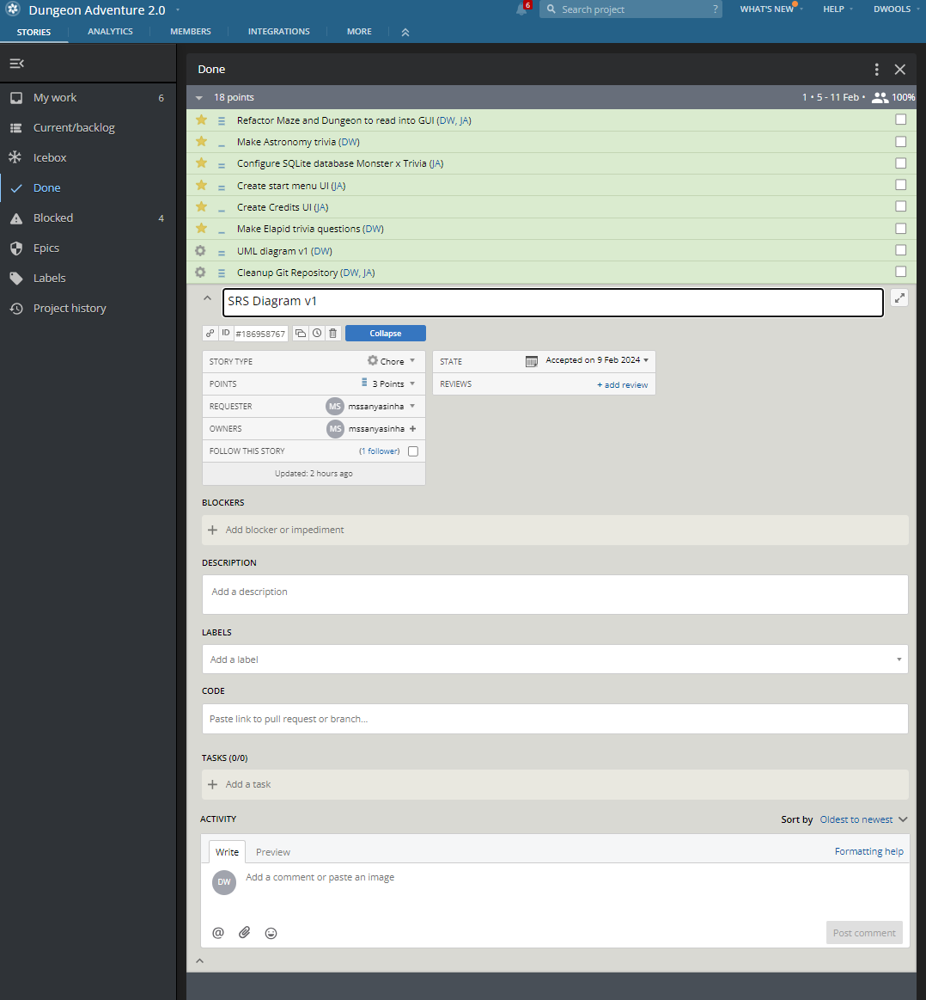 Dungeon Adventure 2.0
6
Search project
?
WHAT'S NEW
HELP
DWOOLS
STORIES
ANALYTICS
MEMBERS
INTEGRATIONS
MORE
My work
6
Current/backlog
Icebox
Done
Blocked
4
Epics
Labels
Project history
Done
18 points
1 • 5 - 11 Feb •
100%
Refactor Maze and Dungeon to read into GUI (DW, JA)
Make Astronomy trivia (DW)
Configure SQLite database Monster x Trivia (JA)
Create start menu UI (JA)
Create Credits UI (JA)
Make Elapid trivia questions (DW)
UML diagram v1 (DW)
Cleanup Git Repository (DW, JA)
SRS Diagram v1
ID
#186958767
Collapse
STORY TYPE
Chore
POINTS
3 Points
REQUESTER
MS
mssanyasinha
OWNERS
MS
mssanyasinha
FOLLOW THIS STORY
(1 follower)
Updated: 2 hours ago
STATE
Accepted on 9 Feb 2024
REVIEWS
+ add review
BLOCKERS
Add blocker or impediment
DESCRIPTION
Add a description
LABELS
Add a label
CODE
Paste link to pull request or branch...
TASKS (0/0)
Add a task
ACTIVITY
Sort by
Oldest to newest
Write
Preview
Formatting help
DW
Add a comment or paste an image
@
Post comment